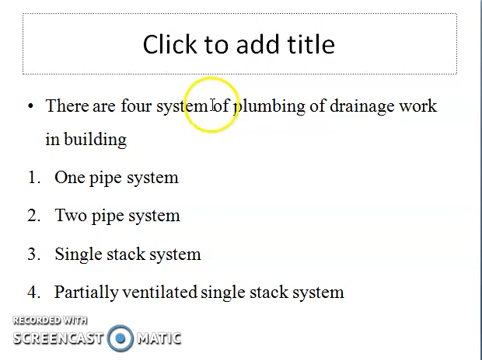 Click to add title
• There are four system of plumbing of drainage work
in building
1. One pipe system
2. Two pipe system
3. Single stack system
4. Partially ventilated single stack system
RECORDED WITH
SCREENCAST MATIC